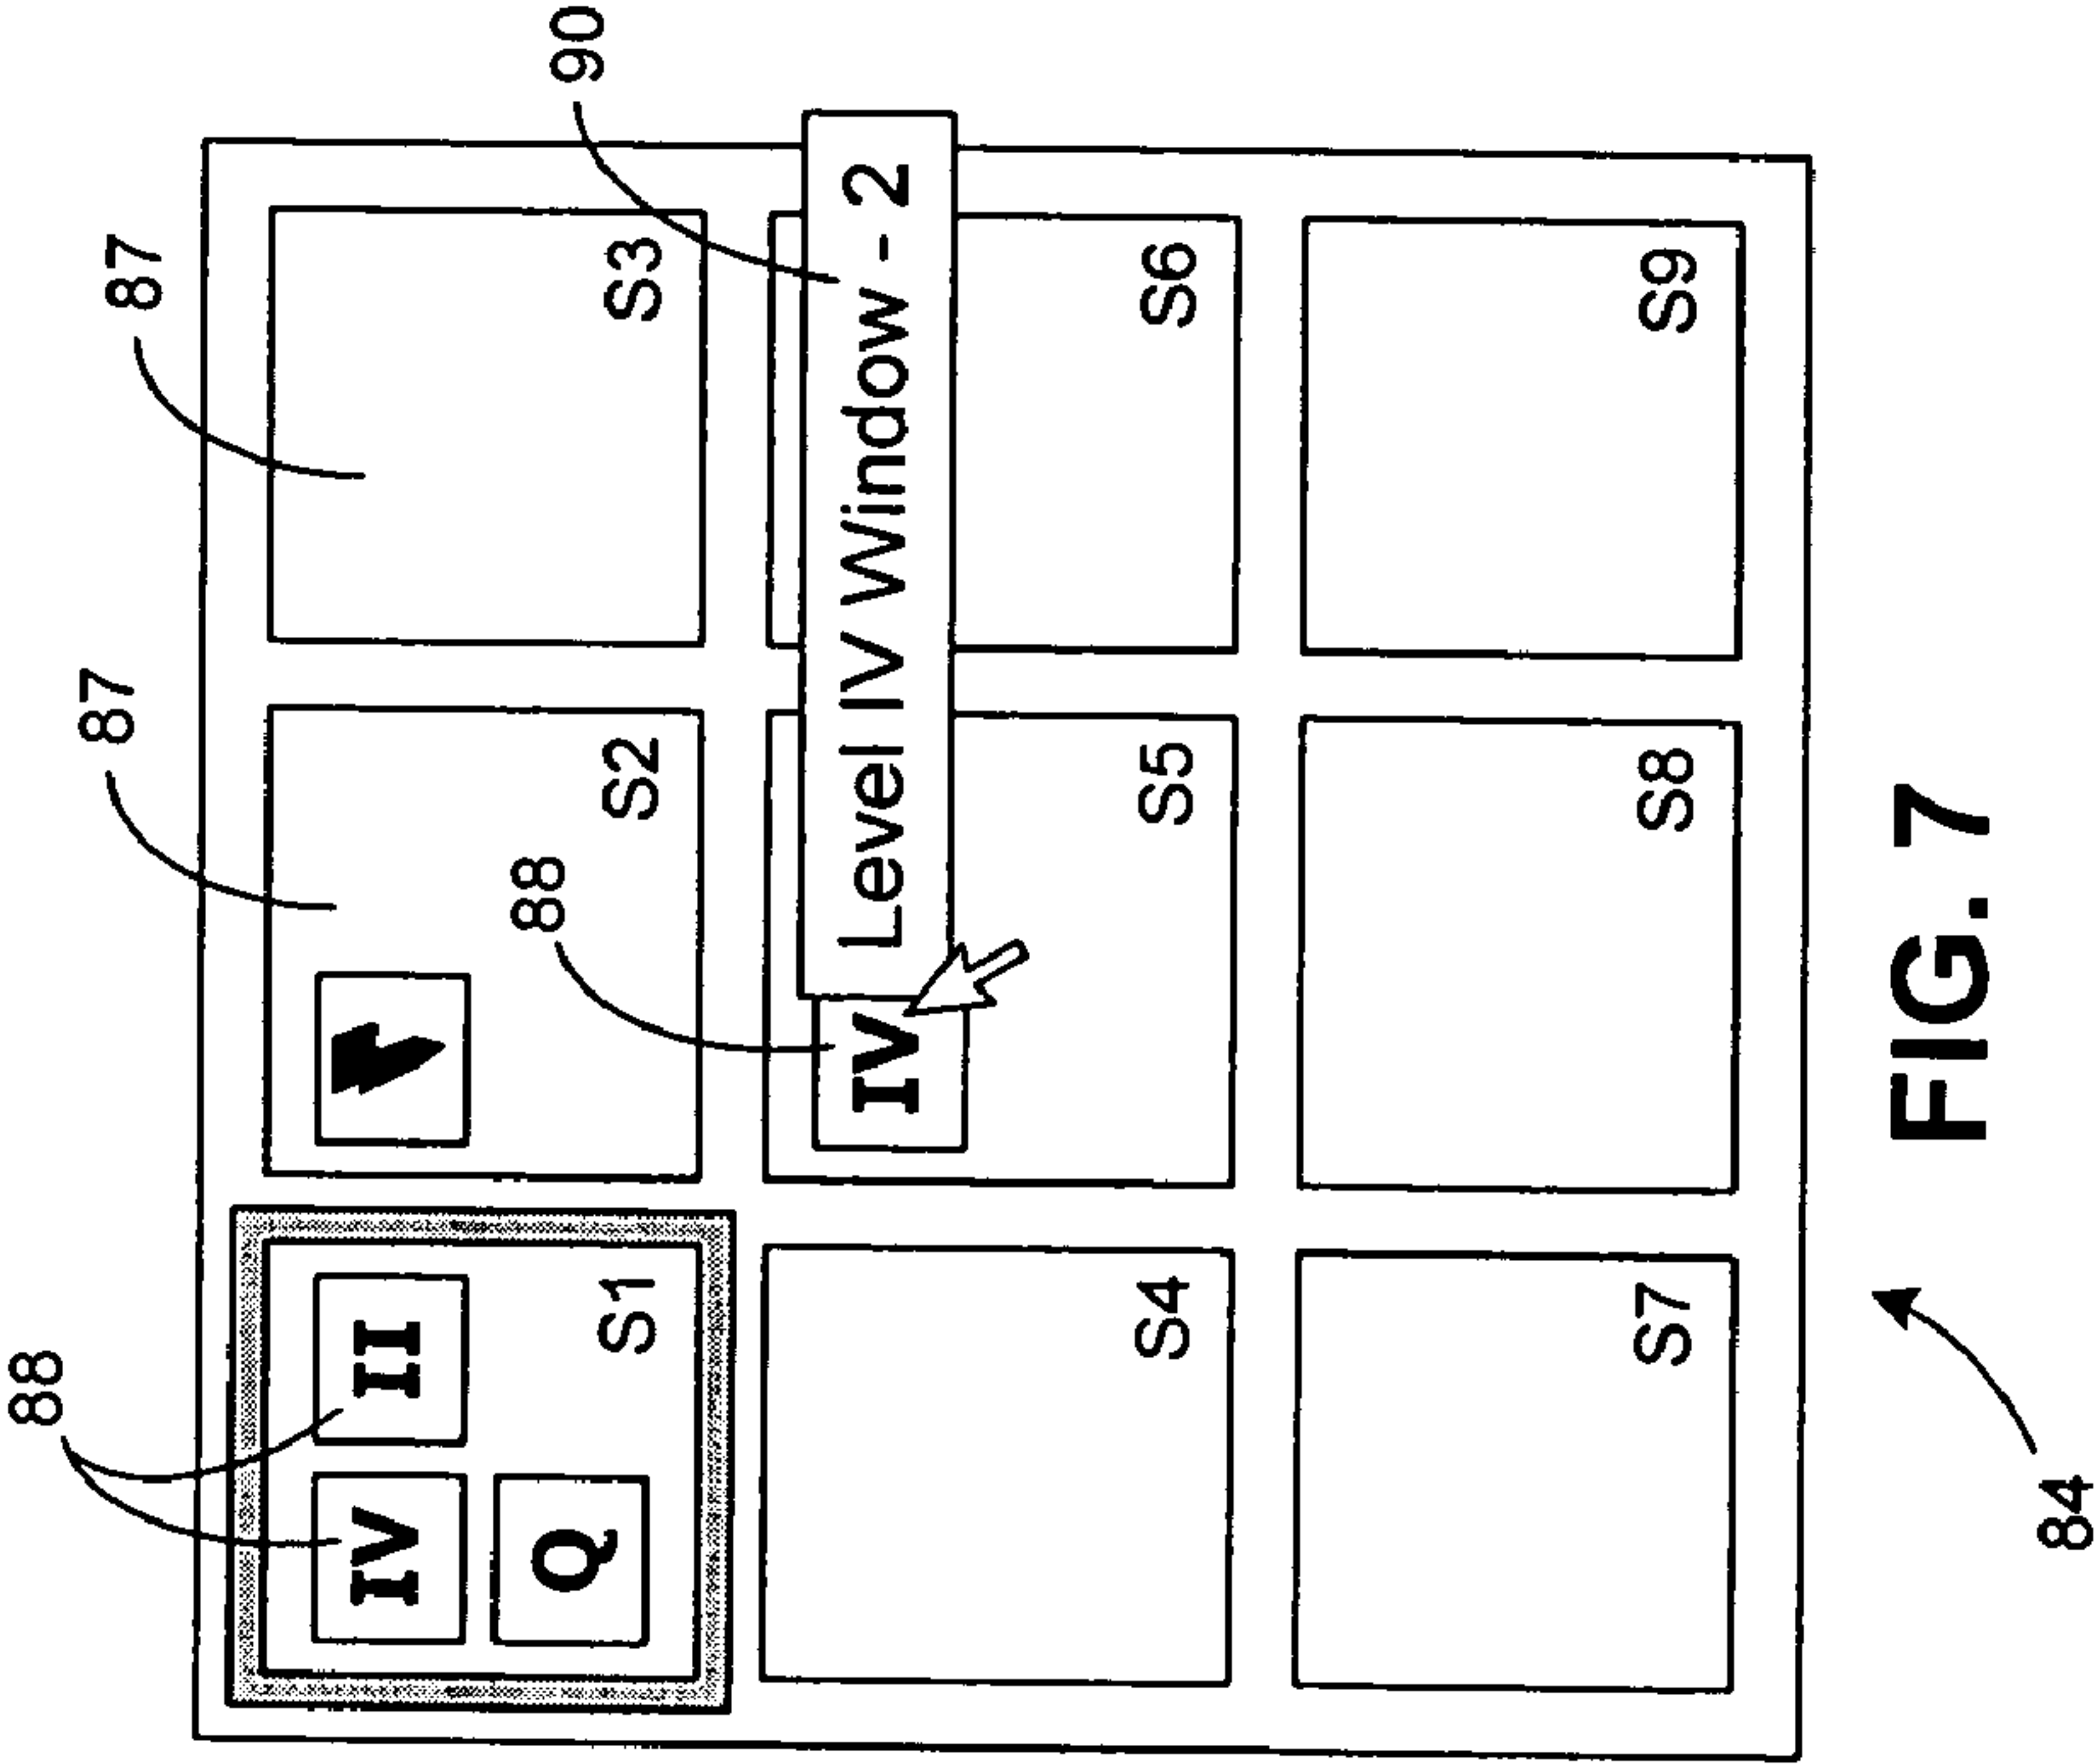 88
87
87
IV
II
Q
S1
S2
S3
88
90
IV
Level IV Window - 2
S4
S5
S6
S7
S8
S9
84
FIG. 7